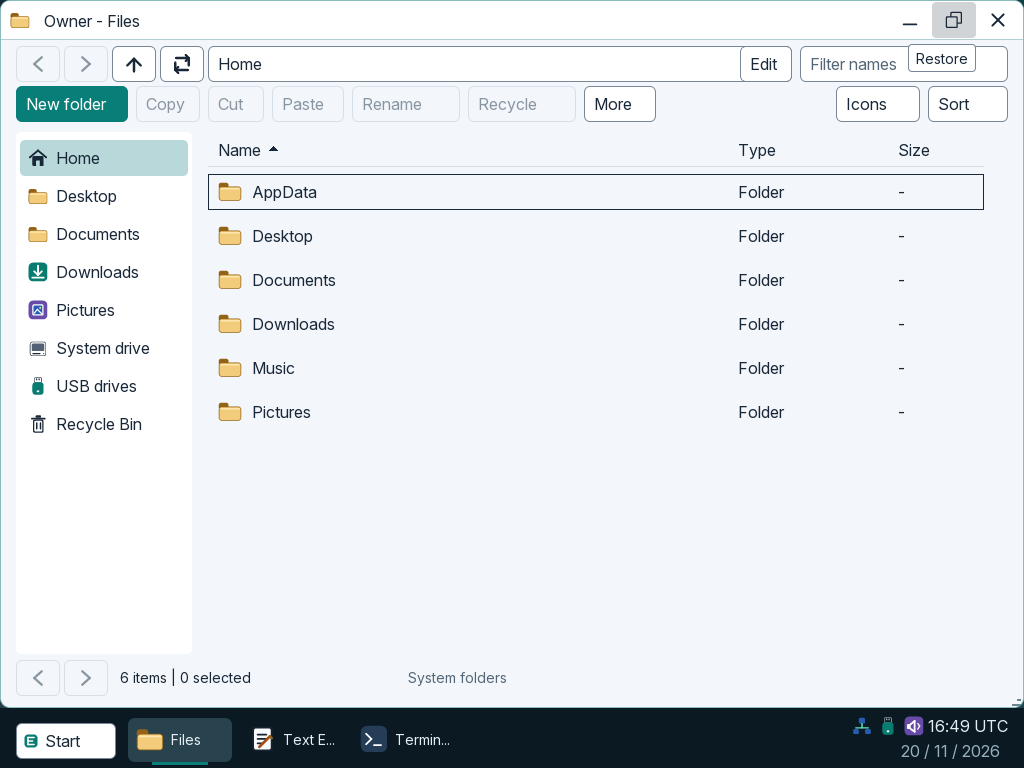 Owner - Files
Home
Edit
Filter names
Restore
New folder
Copy
Cut
Paste
Rename
Recycle
More
Icons
Sort
Home
Desktop
Documents
Downloads
Pictures
System drive
USB drives
Recycle Bin
Name Type Size
AppData Folder -
Desktop Folder -
Documents Folder -
Downloads Folder -
Music Folder -
Pictures Folder -
6 items | 0 selected
System folders
Start
Files
Text E...
Termin...
16:49 UTC
20 / 11 / 2026